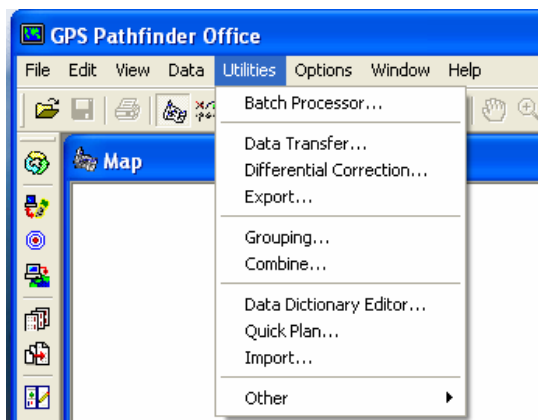 GPS Pathfinder Office
File Edit View Data Utilities Options Window Help
Batch Processor...
Map
Data Transfer...
Differential Correction...
Export...
Grouping...
Combine...
Data Dictionary Editor...
Quick Plan...
Import...
Other